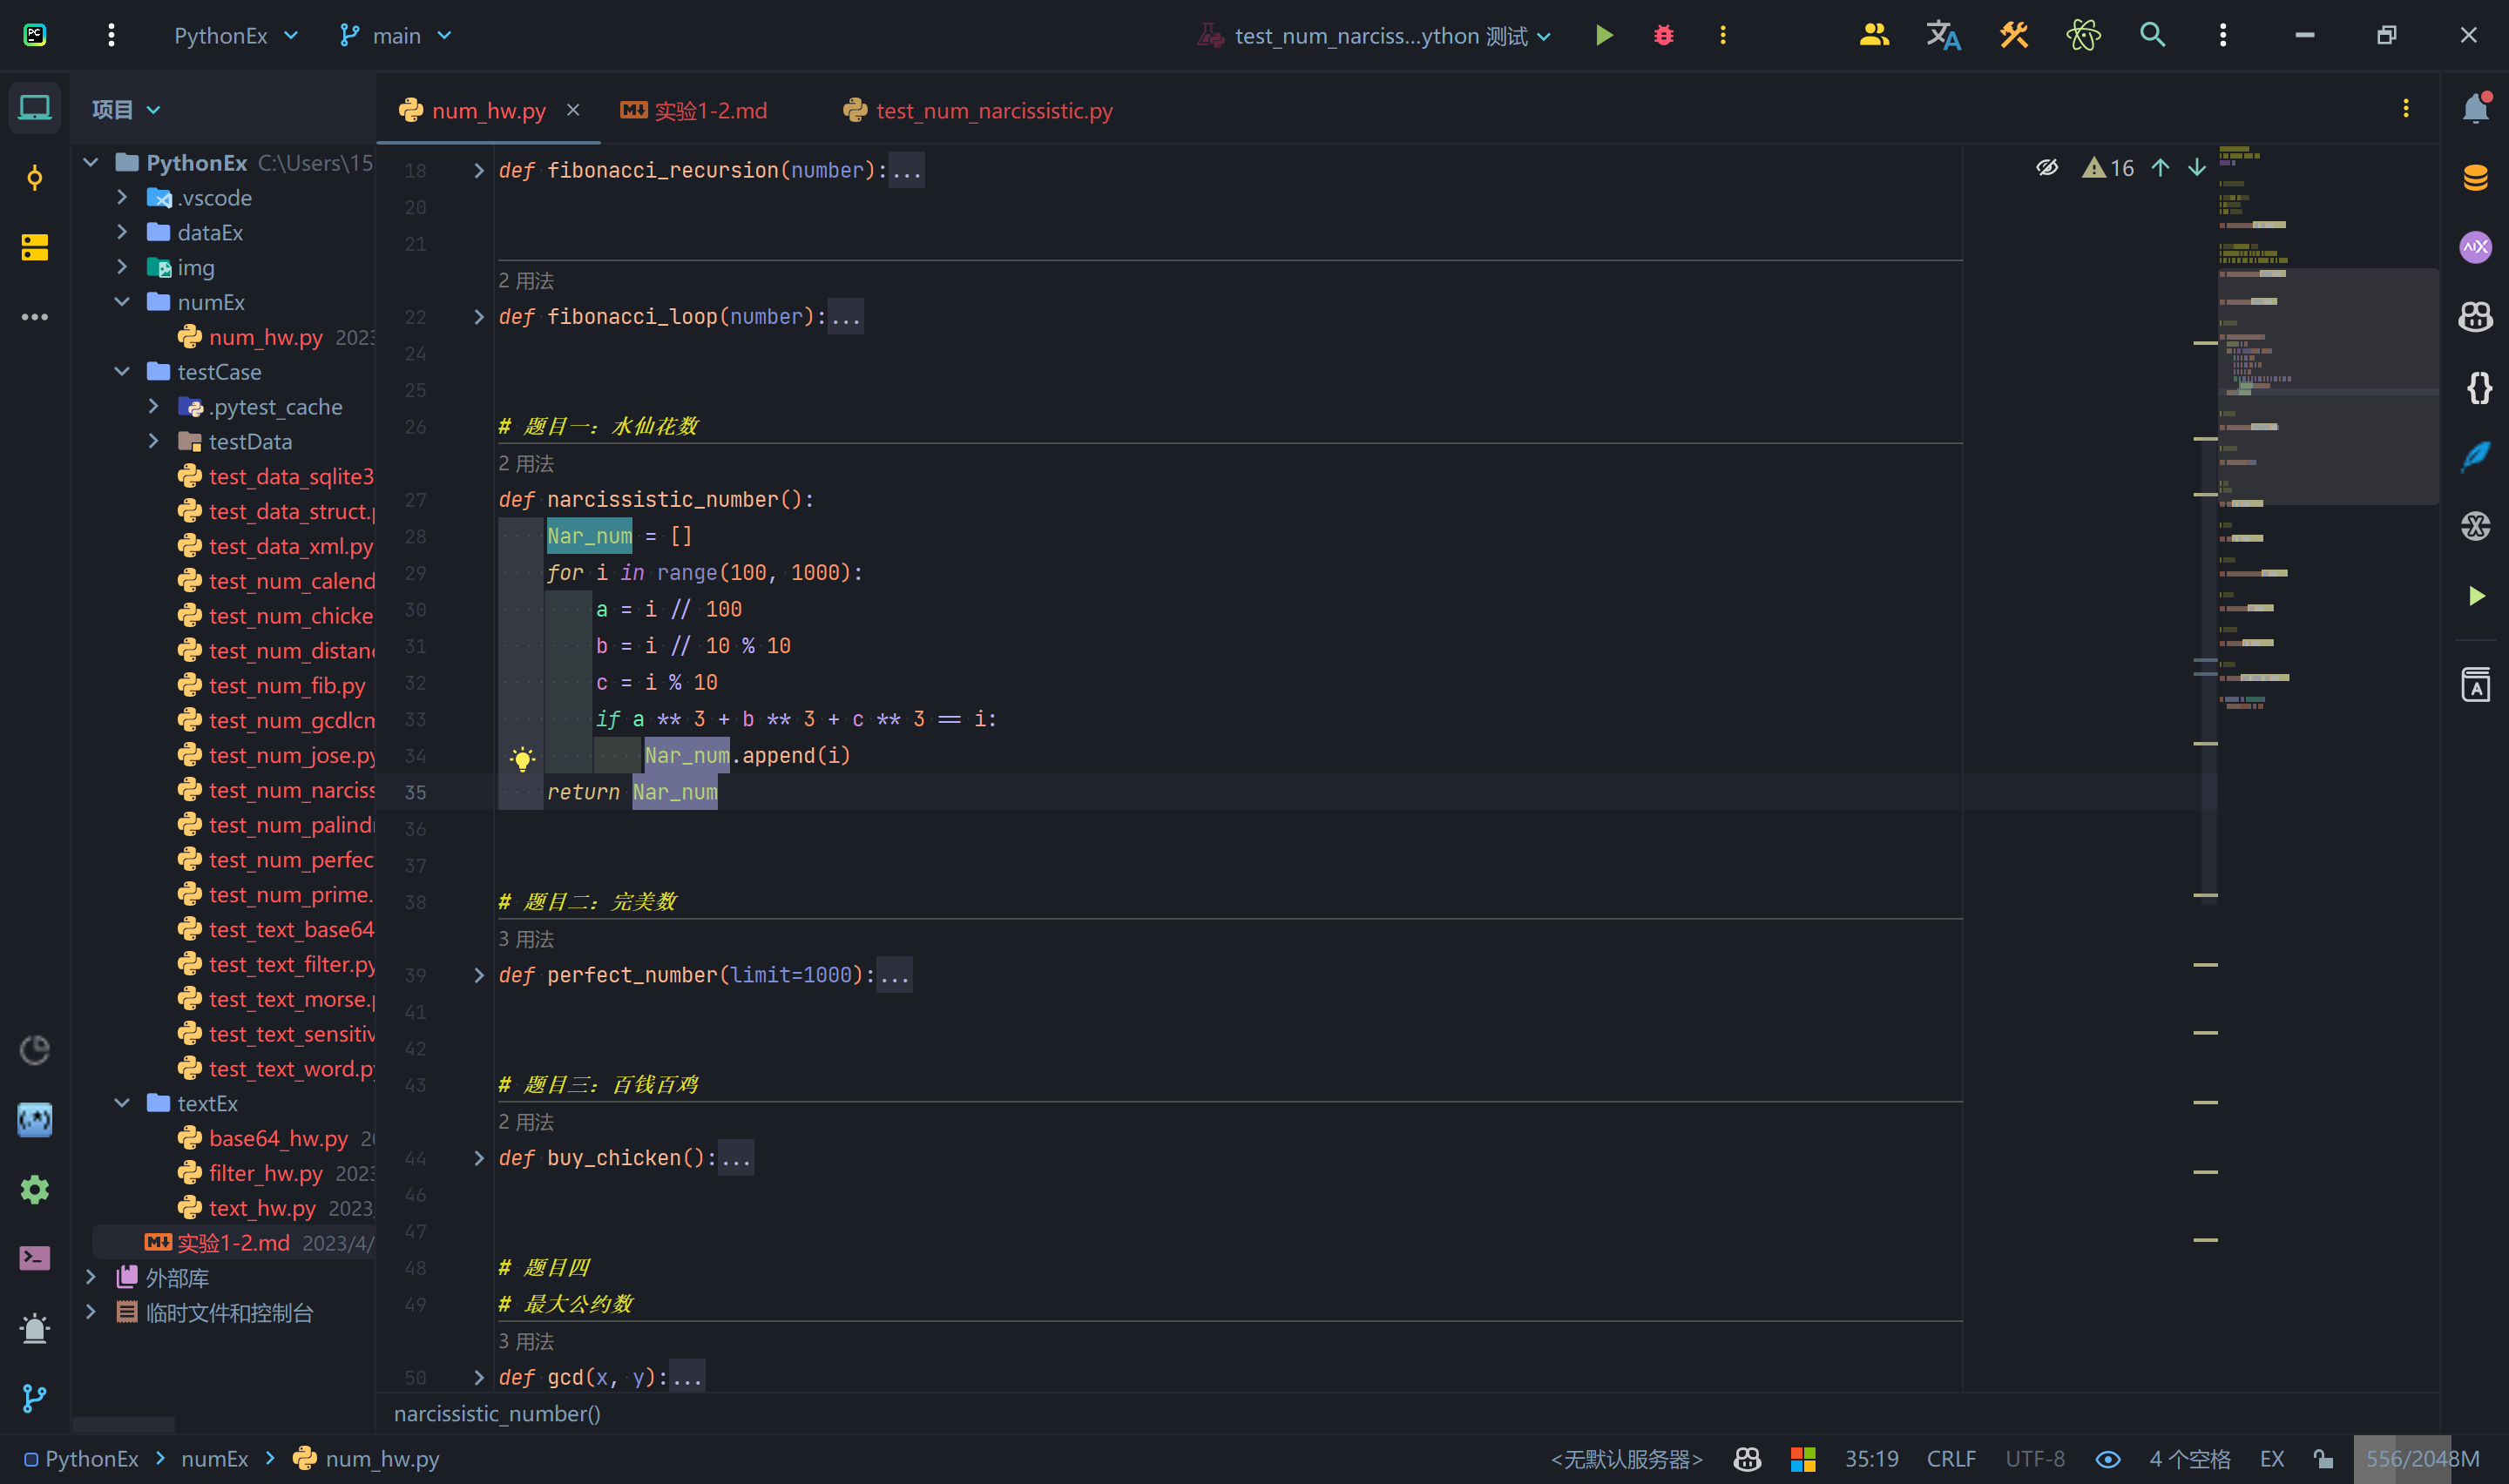 PC
PythonEx
main
test_num_narciss...ython 测试
项目
num_hw.py
实验1-2.md
test_num_narcissistic.py
PythonEx C:\Users\15
.vscode
dataEx
img
numEx
num_hw.py 2023
testCase
.pytest_cache
testData
test_data_sqlite3
test_data_struct.p
test_data_xml.py
test_num_calend
test_num_chicke
test_num_distanc
test_num_fib.py
test_num_gcdlcm
test_num_jose.py
test_num_narciss
test_num_palindr
test_num_perfec
test_num_prime.
test_text_base64
test_text_filter.py
test_text_morse.p
test_text_sensitiv
test_text_word.py
textEx
base64_hw.py 20
filter_hw.py 2023
text_hw.py 2023/
实验1-2.md 2023/4/
外部库
临时文件和控制台
16
18 def fibonacci_recursion(number):...
20
21
2 用法
22 def fibonacci_loop(number):...
24
25
26 # 题目一：水仙花数
2 用法
27 def narcissistic_number():
28 Nar_num = []
29 for i in range(100, 1000):
30 a = i // 100
31 b = i // 10 % 10
32 c = i % 10
33 if a ** 3 + b ** 3 + c ** 3 == i:
34 Nar_num.append(i)
35 return Nar_num
36
37
38 # 题目二：完美数
3 用法
39 def perfect_number(limit=1000):...
41
42
43 # 题目三：百钱百鸡
2 用法
44 def buy_chicken():...
46
47
48 # 题目四
49 # 最大公约数
3 用法
50 def gcd(x, y):...
narcissistic_number()
PythonEx > numEx > num_hw.py
<无默认服务器> 35:19 CRLF UTF-8 4 个空格 EX 556/2048M